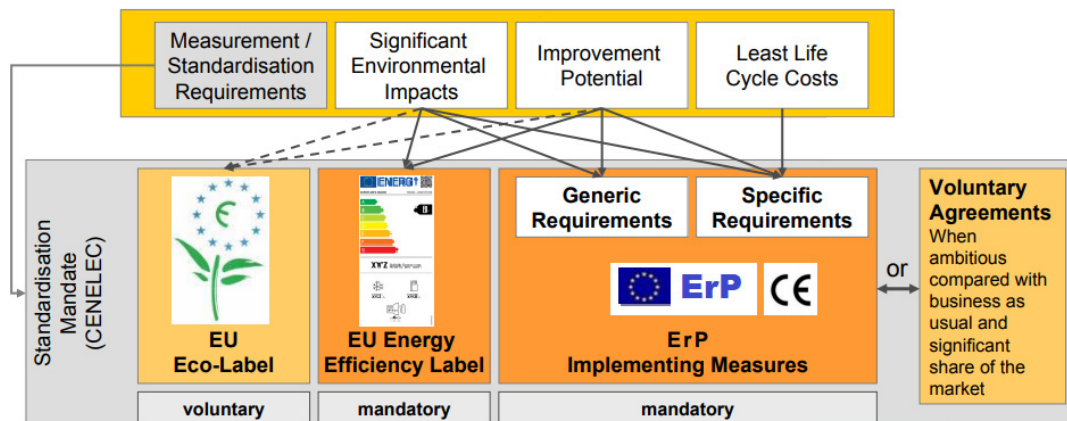 Measurement /
Standardisation
Requirements
Significant
Environmental
Impacts
Improvement
Potential
Least Life
Cycle Costs
Standardisation
Mandate
(CENELEC)
EU
Eco-Label
ENERG
B
XYZ
EU Energy
Efficiency Label
Generic
Requirements
Specific
Requirements
ErP
CE
ErP
Implementing Measures
or
Voluntary
Agreements
When
ambitious
compared with
business as
usual and
significant
share of the
market
voluntary
mandatory
mandatory